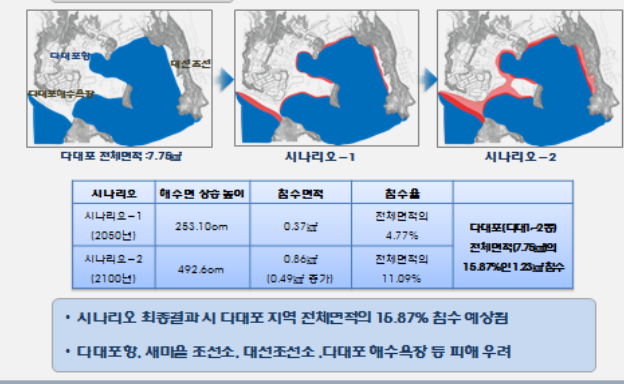 다대포항
대선조선
다대포해수욕장
다대포 전체면적:7.75㎢
시나리오-1
시나리오-2
시나리오 해수면 상승 높이 침수면적 침수율
시나리오-1
(2050년)
253.10cm
0.37㎢
전체면적의
4.77%
시나리오-2
(2100년)
492.6cm
0.86㎢
(0.49㎢ 증가)
전체면적의
11.09%
다대포(다대1~2동)
전체면적(7.75㎢)의
15.87%인 1.23㎢침수
• 시나리오 최종결과 시 다대포 지역 전체면적의 15.87% 침수 예상됨
• 다대포항, 새마을 조선소, 대선조선소 ,다대포 해수욕장 등 피해 우려